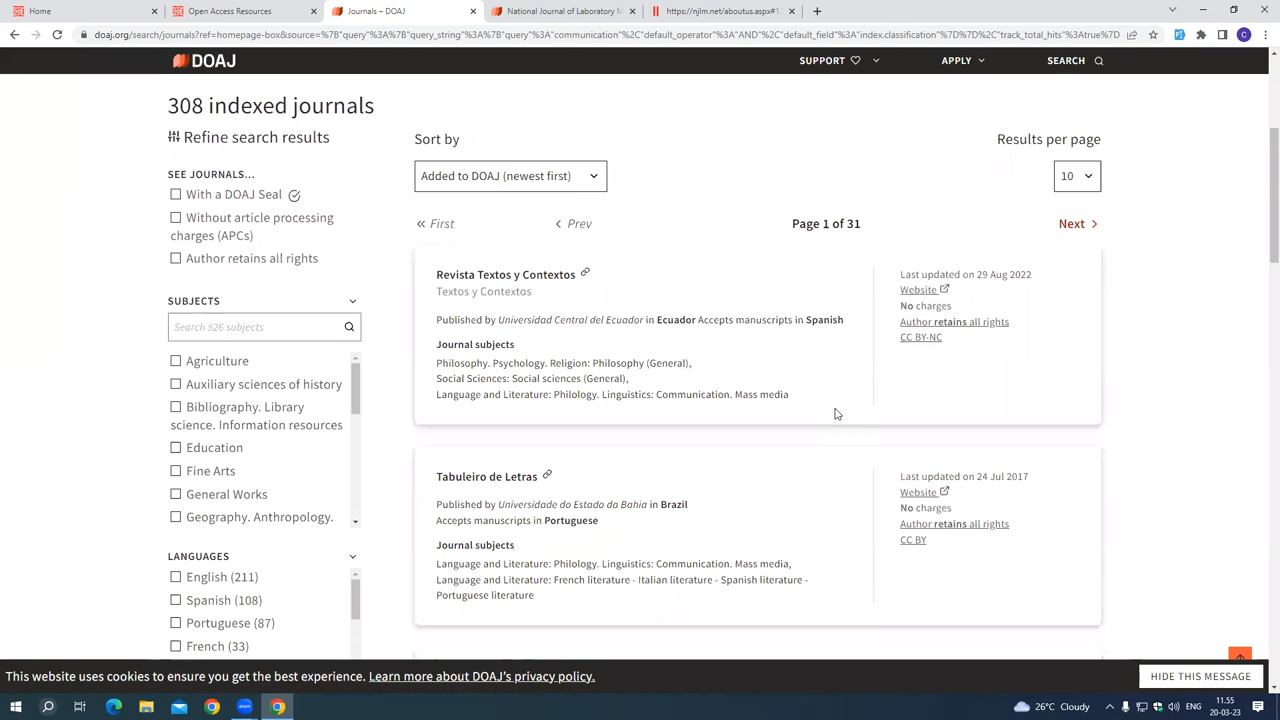 Home
Open Access Resources
Journals – DOAJ
National Journal of Laboratory M
https://njlm.net/aboutus.aspx#1.
doaj.org/search/journals?ref=homepage-box&source=%7B"query"%3A%7B"query_string"%3A%7B"query"%3A"communication"%2C"default_operator"%3A"AND"%2C"default_field"%3A"index.classification"%7D%7D%2C"track_total_hits"%3Atrue%7D
C
DOAJ
SUPPORT
APPLY
SEARCH
308 indexed journals
Refine search results
SEE JOURNALS...
With a DOAJ Seal
Without article processing
charges (APCs)
Author retains all rights
SUBJECTS
Search 526 subjects
Agriculture
Auxiliary sciences of history
Bibliography. Library
science. Information resources
Education
Fine Arts
General Works
Geography. Anthropology.
LANGUAGES
English (211)
Spanish (108)
Portuguese (87)
French (33)
Sort by
Results per page
Added to DOAJ (newest first)
10
« First
‹ Prev
Page 1 of 31
Next ›
Revista Textos y Contextos
Textos y Contextos
Published by Universidad Central del Ecuador in Ecuador Accepts manuscripts in Spanish
Journal subjects
Philosophy. Psychology. Religion: Philosophy (General),
Social Sciences: Social sciences (General),
Language and Literature: Philology. Linguistics: Communication. Mass media
Last updated on 29 Aug 2022
Website
No charges
Author retains all rights
CC BY-NC
Tabuleiro de Letras
Published by Universidade do Estado da Bahia in Brazil
Accepts manuscripts in Portuguese
Journal subjects
Language and Literature: Philology. Linguistics: Communication. Mass media,
Language and Literature: French literature - Italian literature - Spanish literature -
Portuguese literature
Last updated on 24 Jul 2017
Website
No charges
Author retains all rights
CC BY
This website uses cookies to ensure you get the best experience. Learn more about DOAJ's privacy policy.
HIDE THIS MESSAGE
26°C Cloudy
ENG
11.55
20-03-23